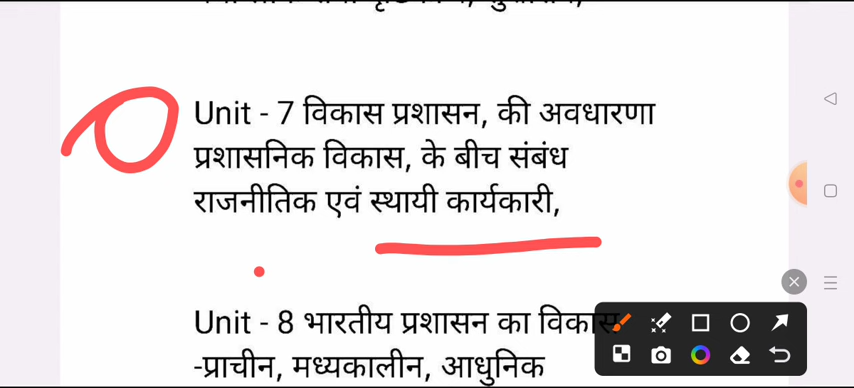 Unit - 7 विकास प्रशासन, की अवधारणा
प्रशासनिक विकास, के बीच संबंध
राजनीतिक एवं स्थायी कार्यकारी,
Unit - 8 भारतीय प्रशासन का विकास
-प्राचीन, मध्यकालीन, आधुनिक